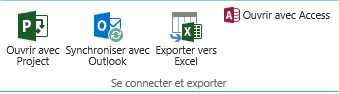 Ouvrir avec
Project
Synchroniser avec
Outlook
Exporter vers
Excel
Ouvrir avec Access
Se connecter et exporter